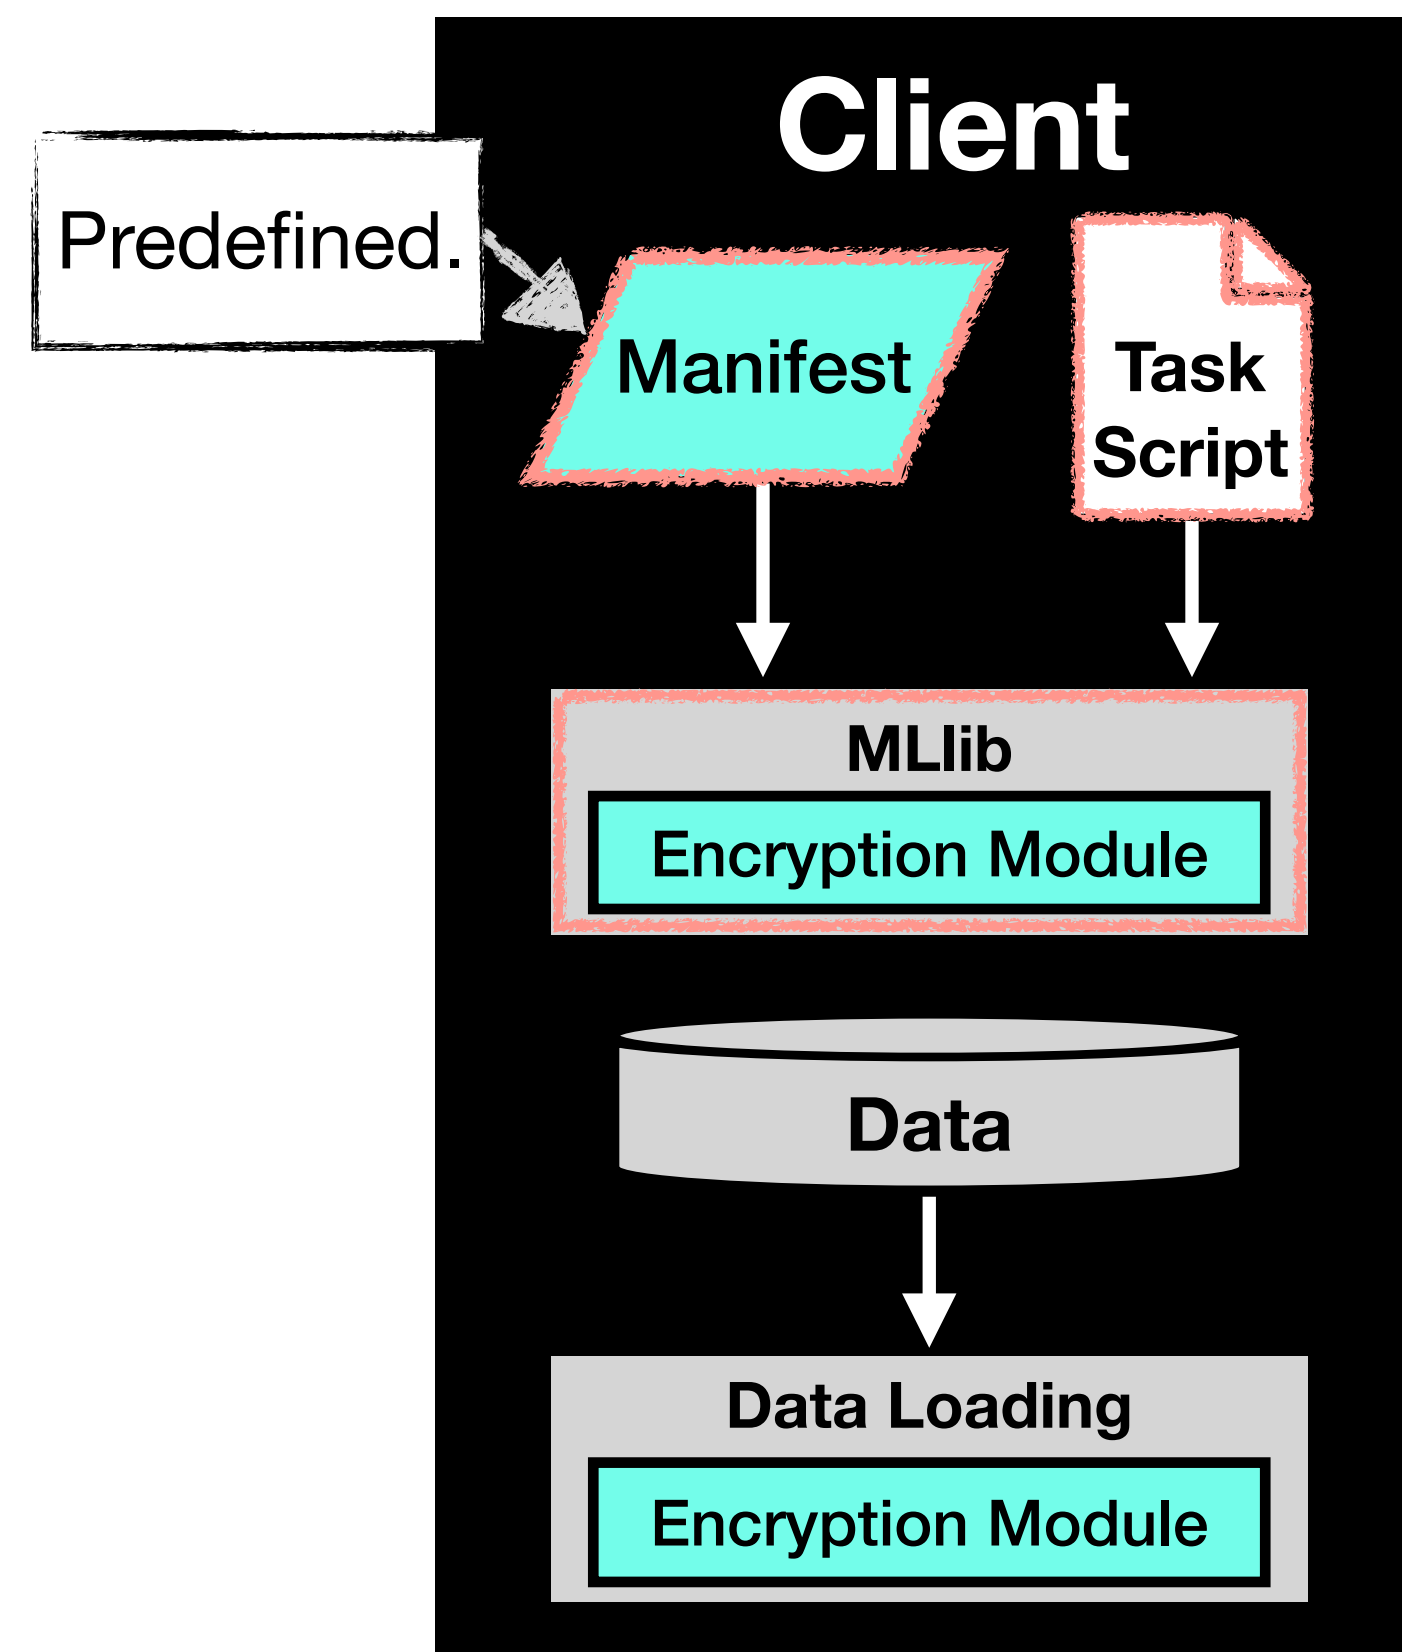 Client
Predefined.
Manifest
Task
Script
MLlib
Encryption Module
Data
Data Loading
Encryption Module